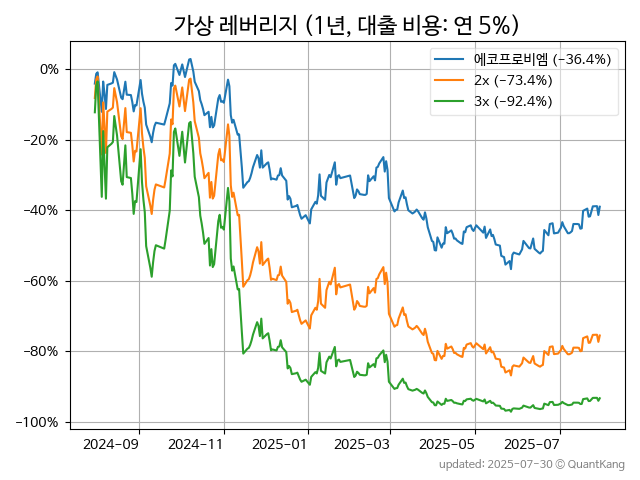 가상 레버리지 (1년, 대출 비용: 연 5%)
에코프로비엠 (−36.4%)
2x (−73.4%)
3x (−92.4%)
0%
−20%
−40%
−60%
−80%
−100%
2024-09 2024-11 2025-01 2025-03 2025-05 2025-07
updated: 2025-07-30 © QuantKang